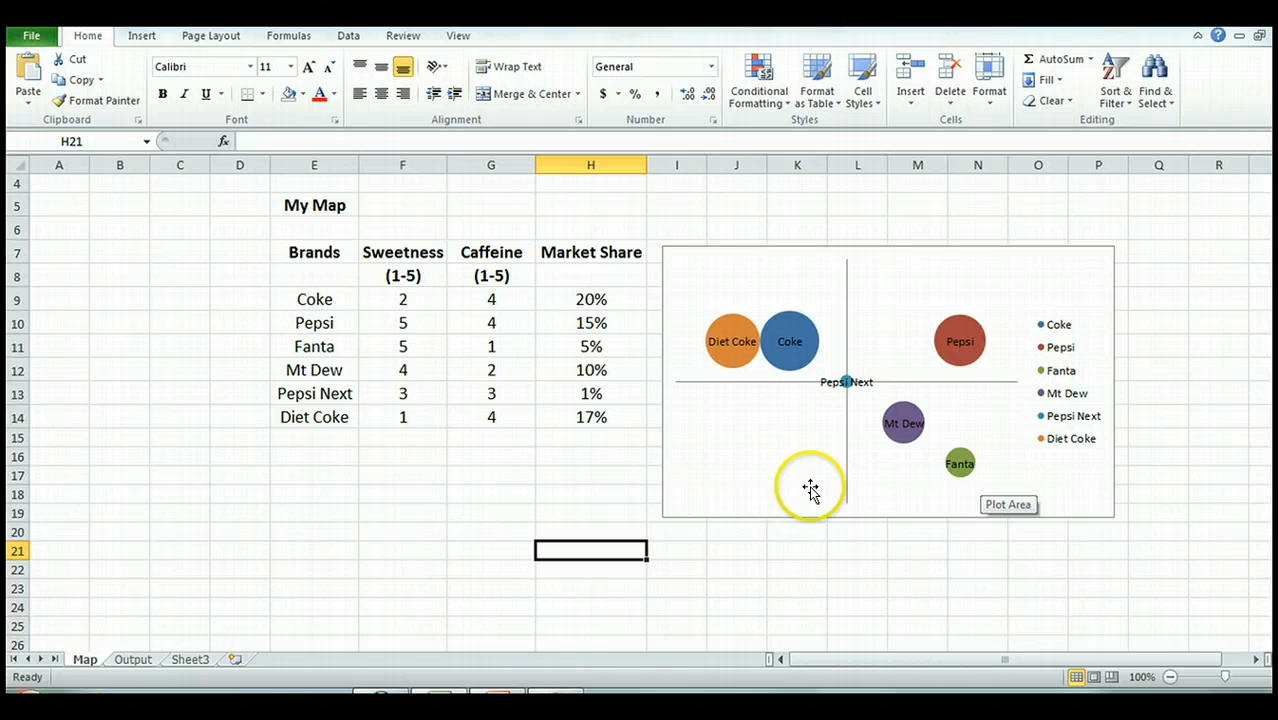 File Home Insert Page Layout Formulas Data Review View
Cut
Copy
Format Painter
Paste
Calibri 11
B I U
Wrap Text
Merge & Center
General
$ % ,
Conditional Formatting
Format as Table
Cell Styles
Insert
Delete
Format
AutoSum
Fill
Clear
Sort & Filter
Find & Select
Clipboard Font Alignment Number Styles Cells Editing
H21 fx
A B C D E F G H I J K L M N O P Q R
4
5 My Map
6
7 Brands Sweetness Caffeine Market Share
8 (1-5) (1-5)
9 Coke 2 4 20%
10 Pepsi 5 4 15%
11 Fanta 5 1 5%
12 Mt Dew 4 2 10%
13 Pepsi Next 3 3 1%
14 Diet Coke 1 4 17%
15
16
17
18
19
20
21
22
23
24
25
26
Diet Coke Coke Pepsi
Pepsi Next
Mt Dew
Fanta
Coke
Pepsi
Fanta
Mt Dew
Pepsi Next
Diet Coke
Plot Area
Map Output Sheet3
Ready 100%